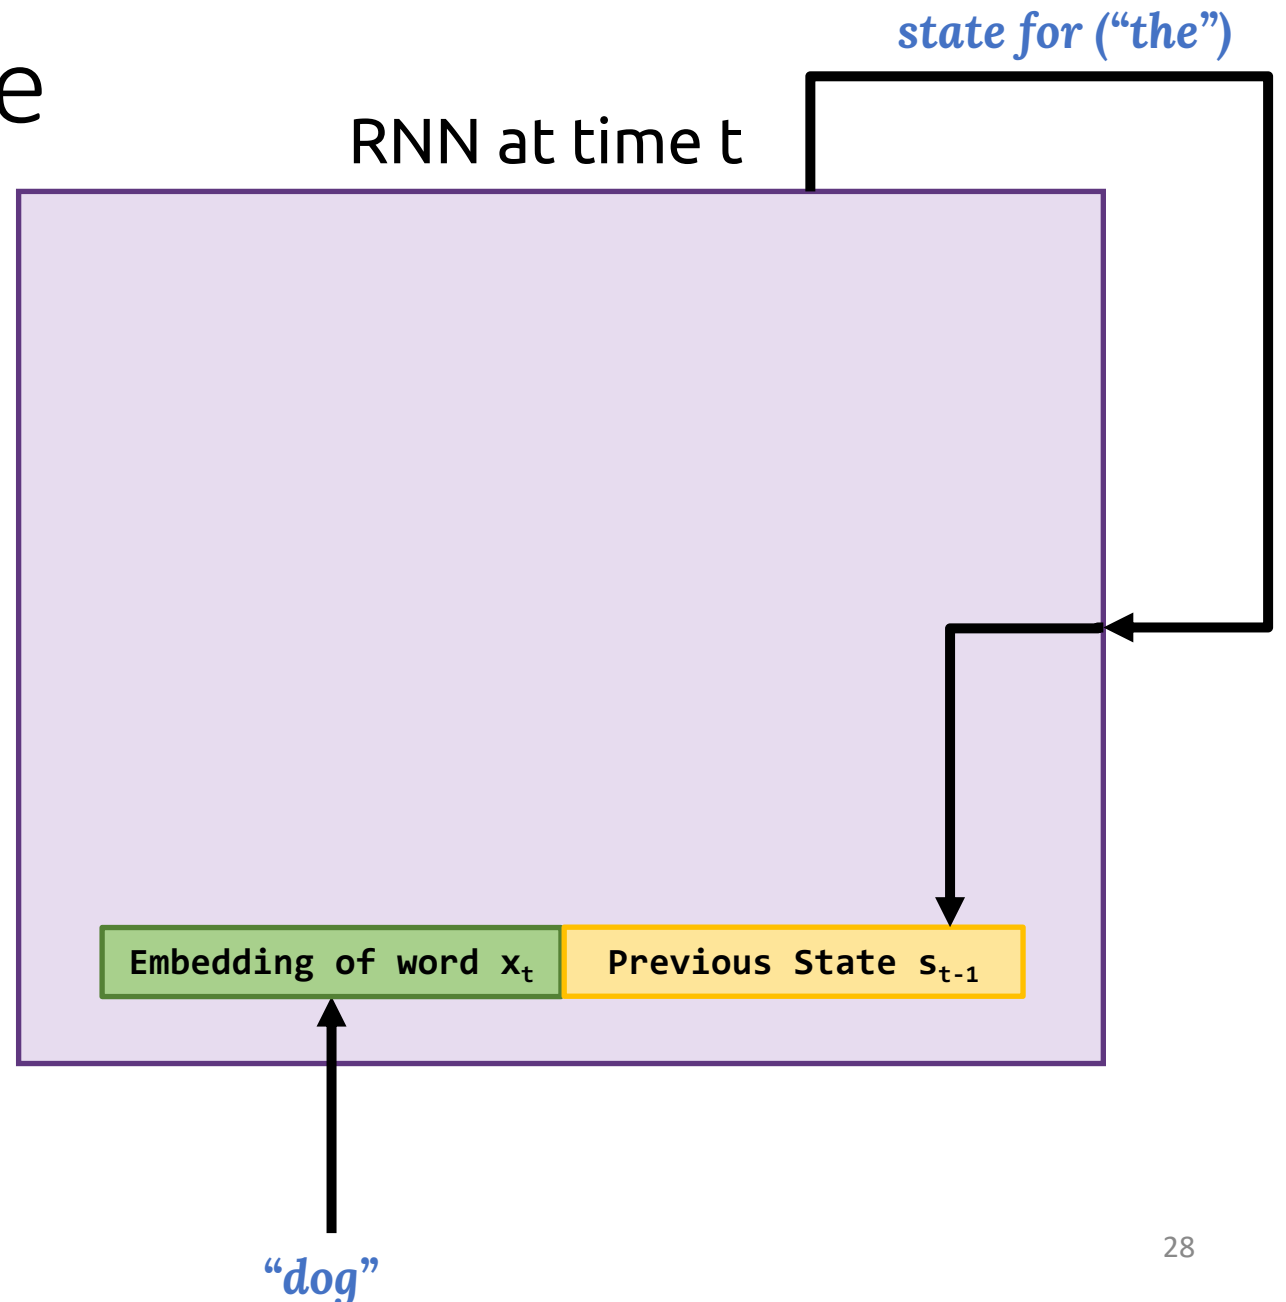 e
state for (“the”)
RNN at time t
Embedding of word xₜ
Previous State sₜ₋₁
“dog”
28